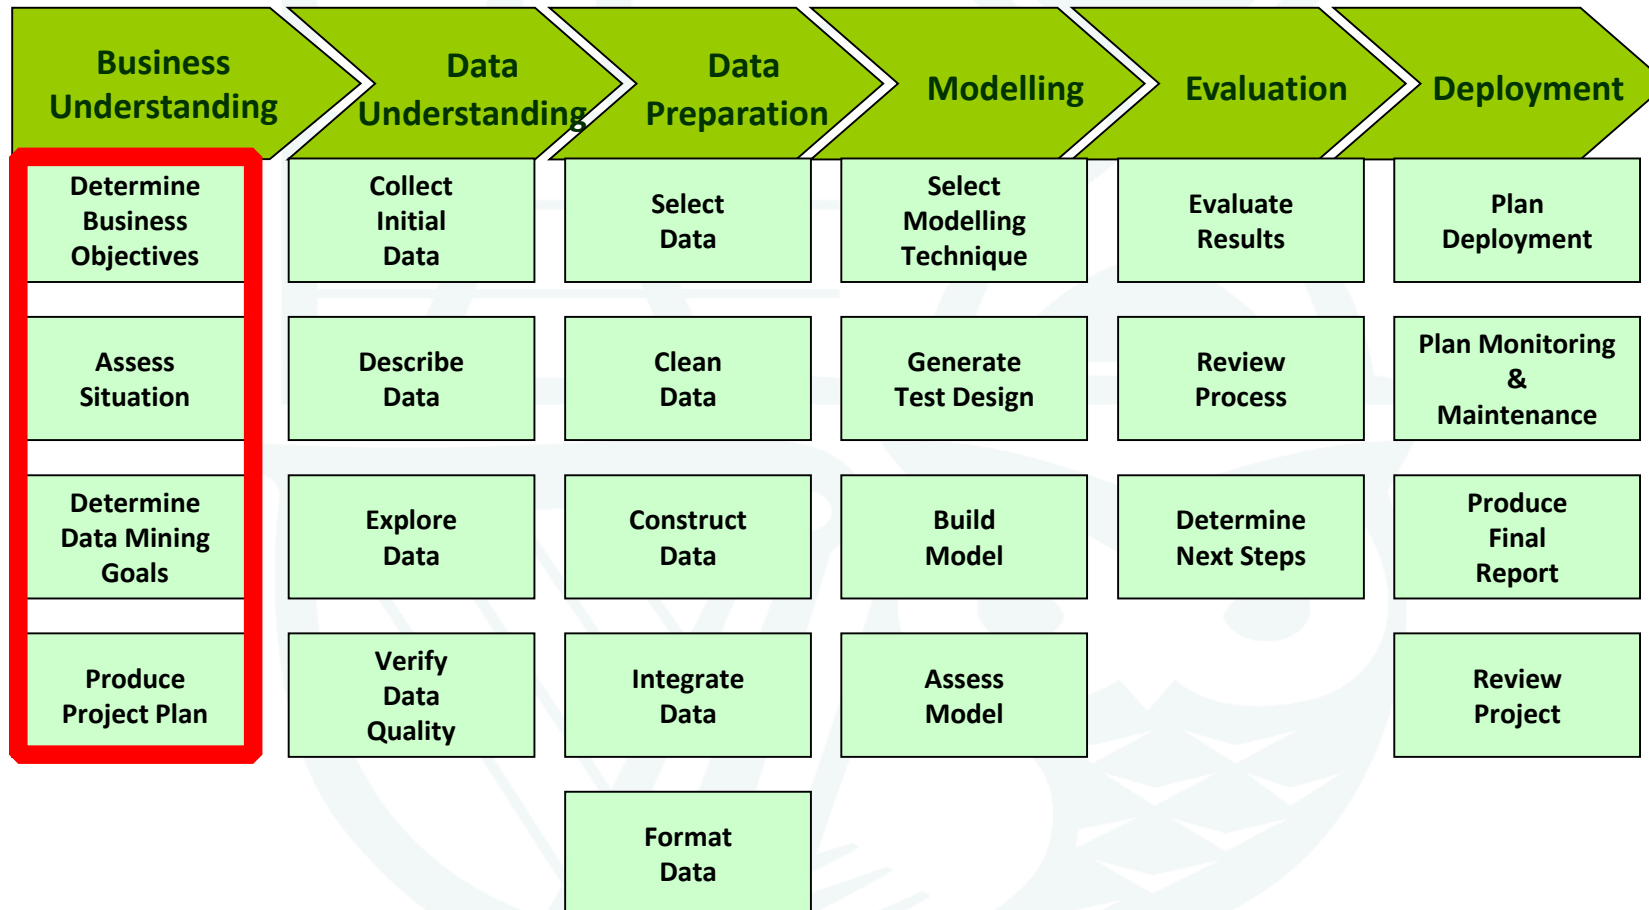 Business
Understanding
Data
Understanding
Data
Preparation
Modelling
Evaluation
Deployment
Determine
Business
Objectives
Collect
Initial
Data
Select
Data
Select
Modelling
Technique
Evaluate
Results
Plan
Deployment
Assess
Situation
Describe
Data
Clean
Data
Generate
Test Design
Review
Process
Plan Monitoring
&
Maintenance
Determine
Data Mining
Goals
Explore
Data
Construct
Data
Build
Model
Determine
Next Steps
Produce
Final
Report
Produce
Project Plan
Verify
Data
Quality
Integrate
Data
Assess
Model
Review
Project
Format
Data